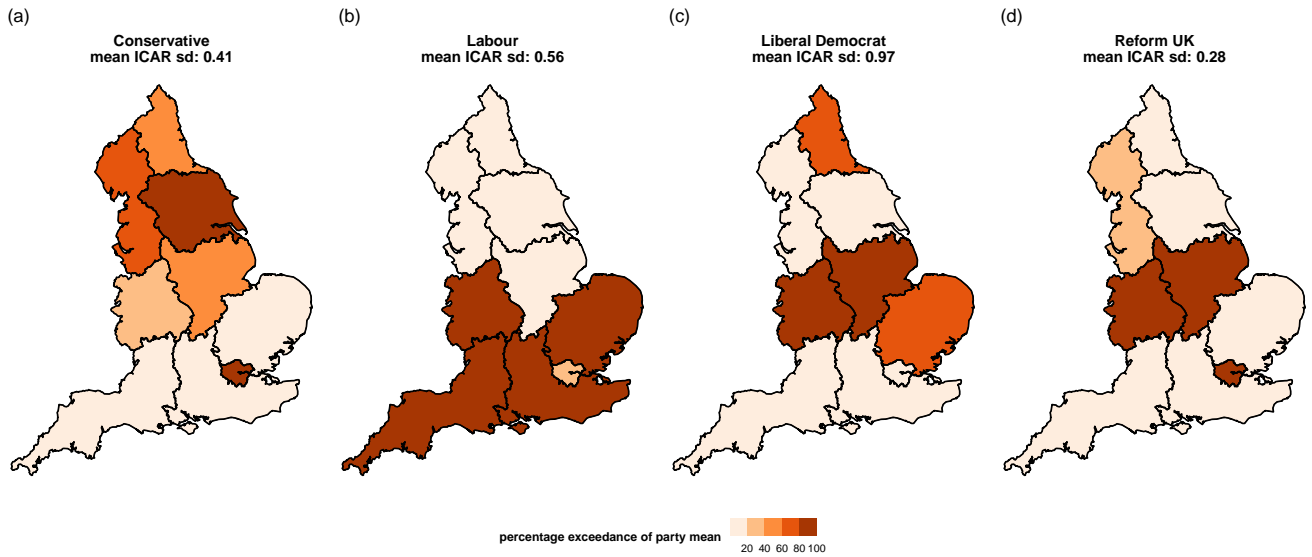 (a)
Conservative
mean ICAR sd: 0.41
(b)
Labour
mean ICAR sd: 0.56
(c)
Liberal Democrat
mean ICAR sd: 0.97
(d)
Reform UK
mean ICAR sd: 0.28
percentage exceedance of party mean
20 40 60 80 100